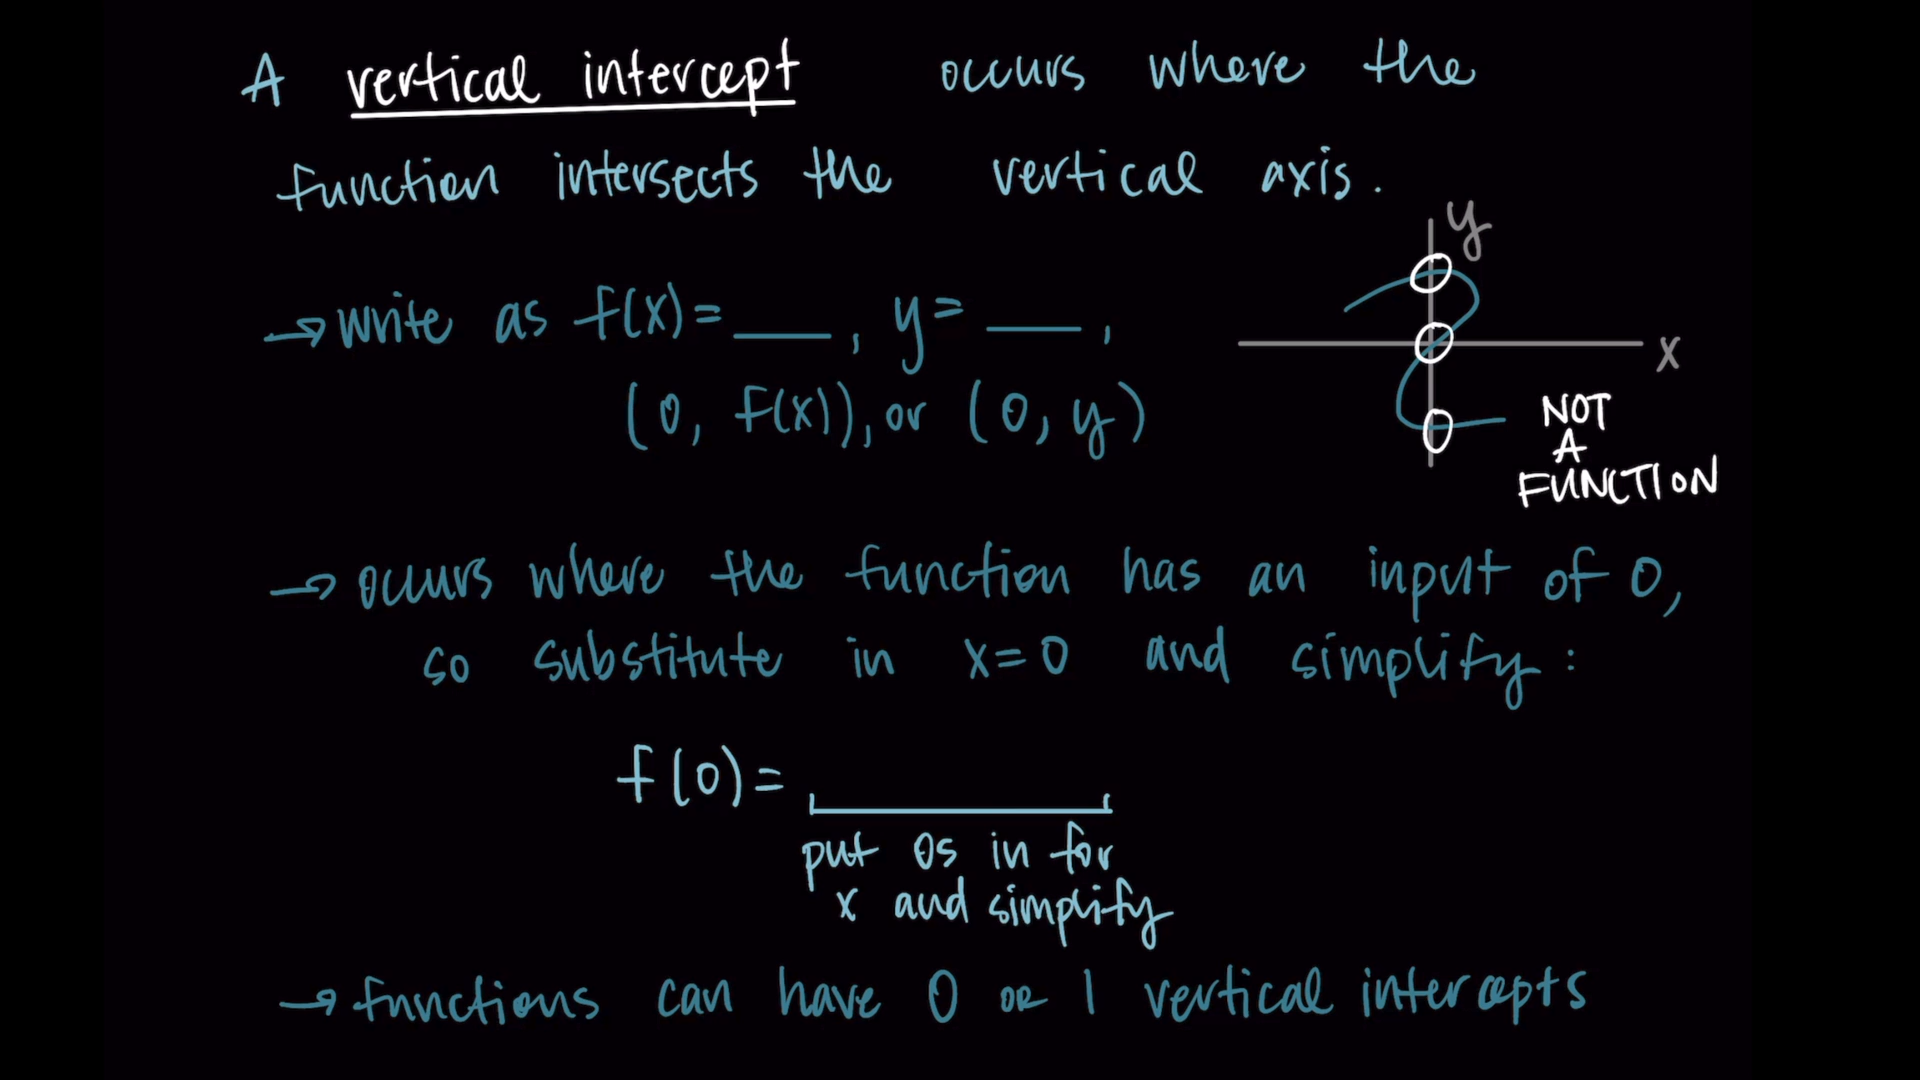 A vertical intercept occurs where the
function intersects the vertical axis.
y
→ write as f(x) = ___, y = ___,
x
(0, f(x)), or (0, y)
NOT
A
FUNCTION
→ occurs where the function has an input of 0,
so substitute in x=0 and simplify:
f(0) = ___
put 0s in for
x and simplify
→ functions can have 0 OR 1 vertical intercepts